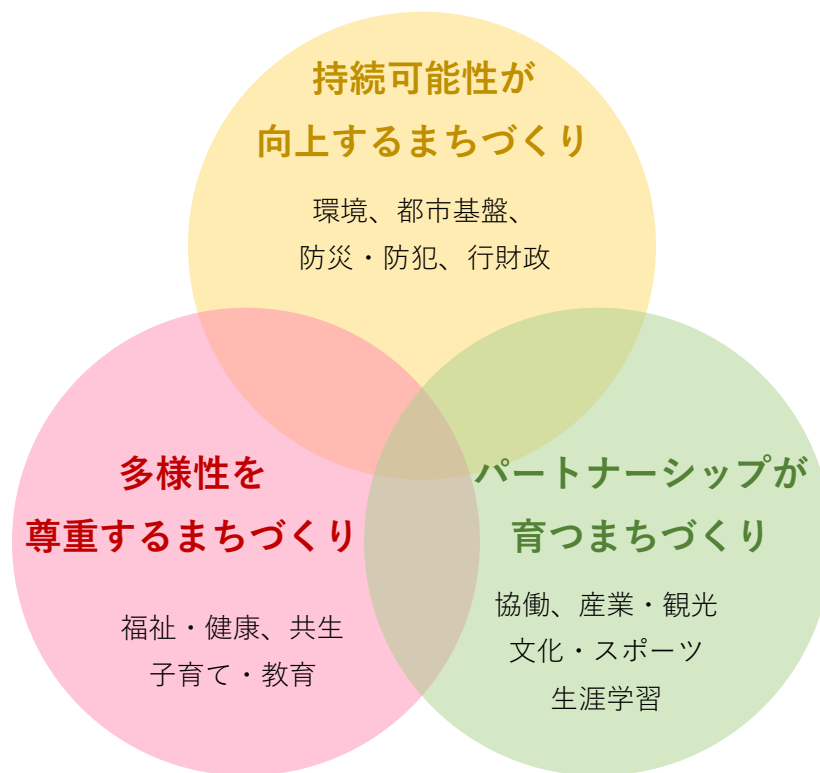 持続可能性が
向上するまちづくり
環境、都市基盤、
防災・防犯、行財政
多様性を
尊重するまちづくり
福祉・健康、共生
子育て・教育
パートナーシップが
育つまちづくり
協働、産業・観光
文化・スポーツ
生涯学習